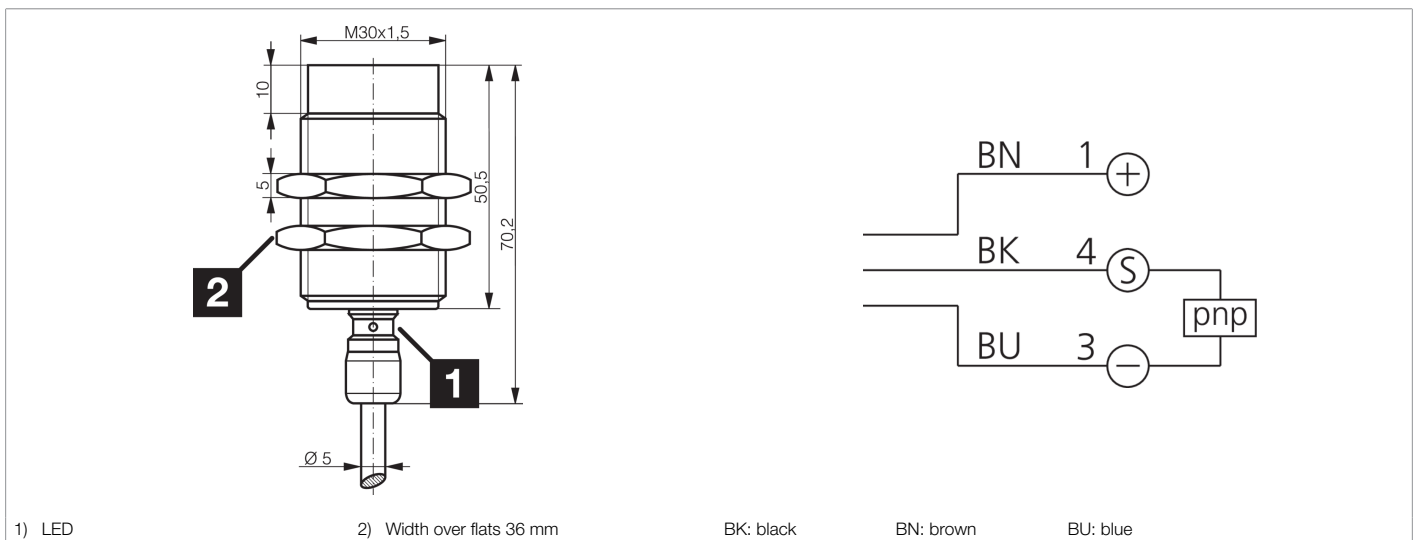 M30x1,5
10
5
50,5
70,2
2
1
Ø 5
BN 1 +
BK 4 S
pnp
BU 3 −
1) LED 2) Width over flats 36 mm BK: black BN: brown BU: blue